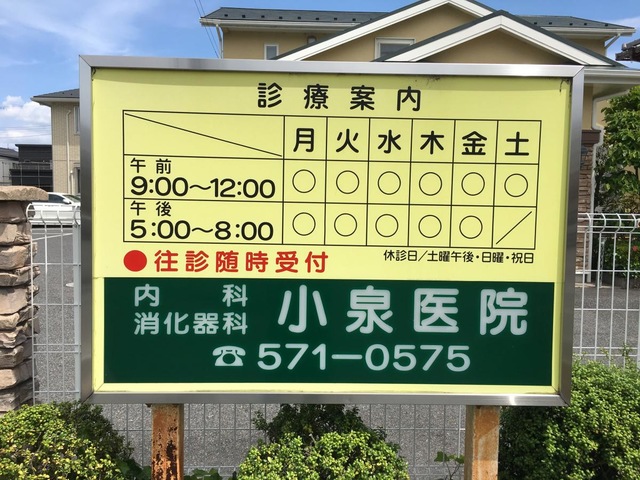 診療案内
月 火 水 木 金 土
午前
9:00～12:00 ○ ○ ○ ○ ○ ○
午後
5:00～8:00 ○ ○ ○ ○ ○ ／
●往診随時受付
休診日／土曜午後・日曜・祝日
内科
消化器科
小泉医院
☎571－0575